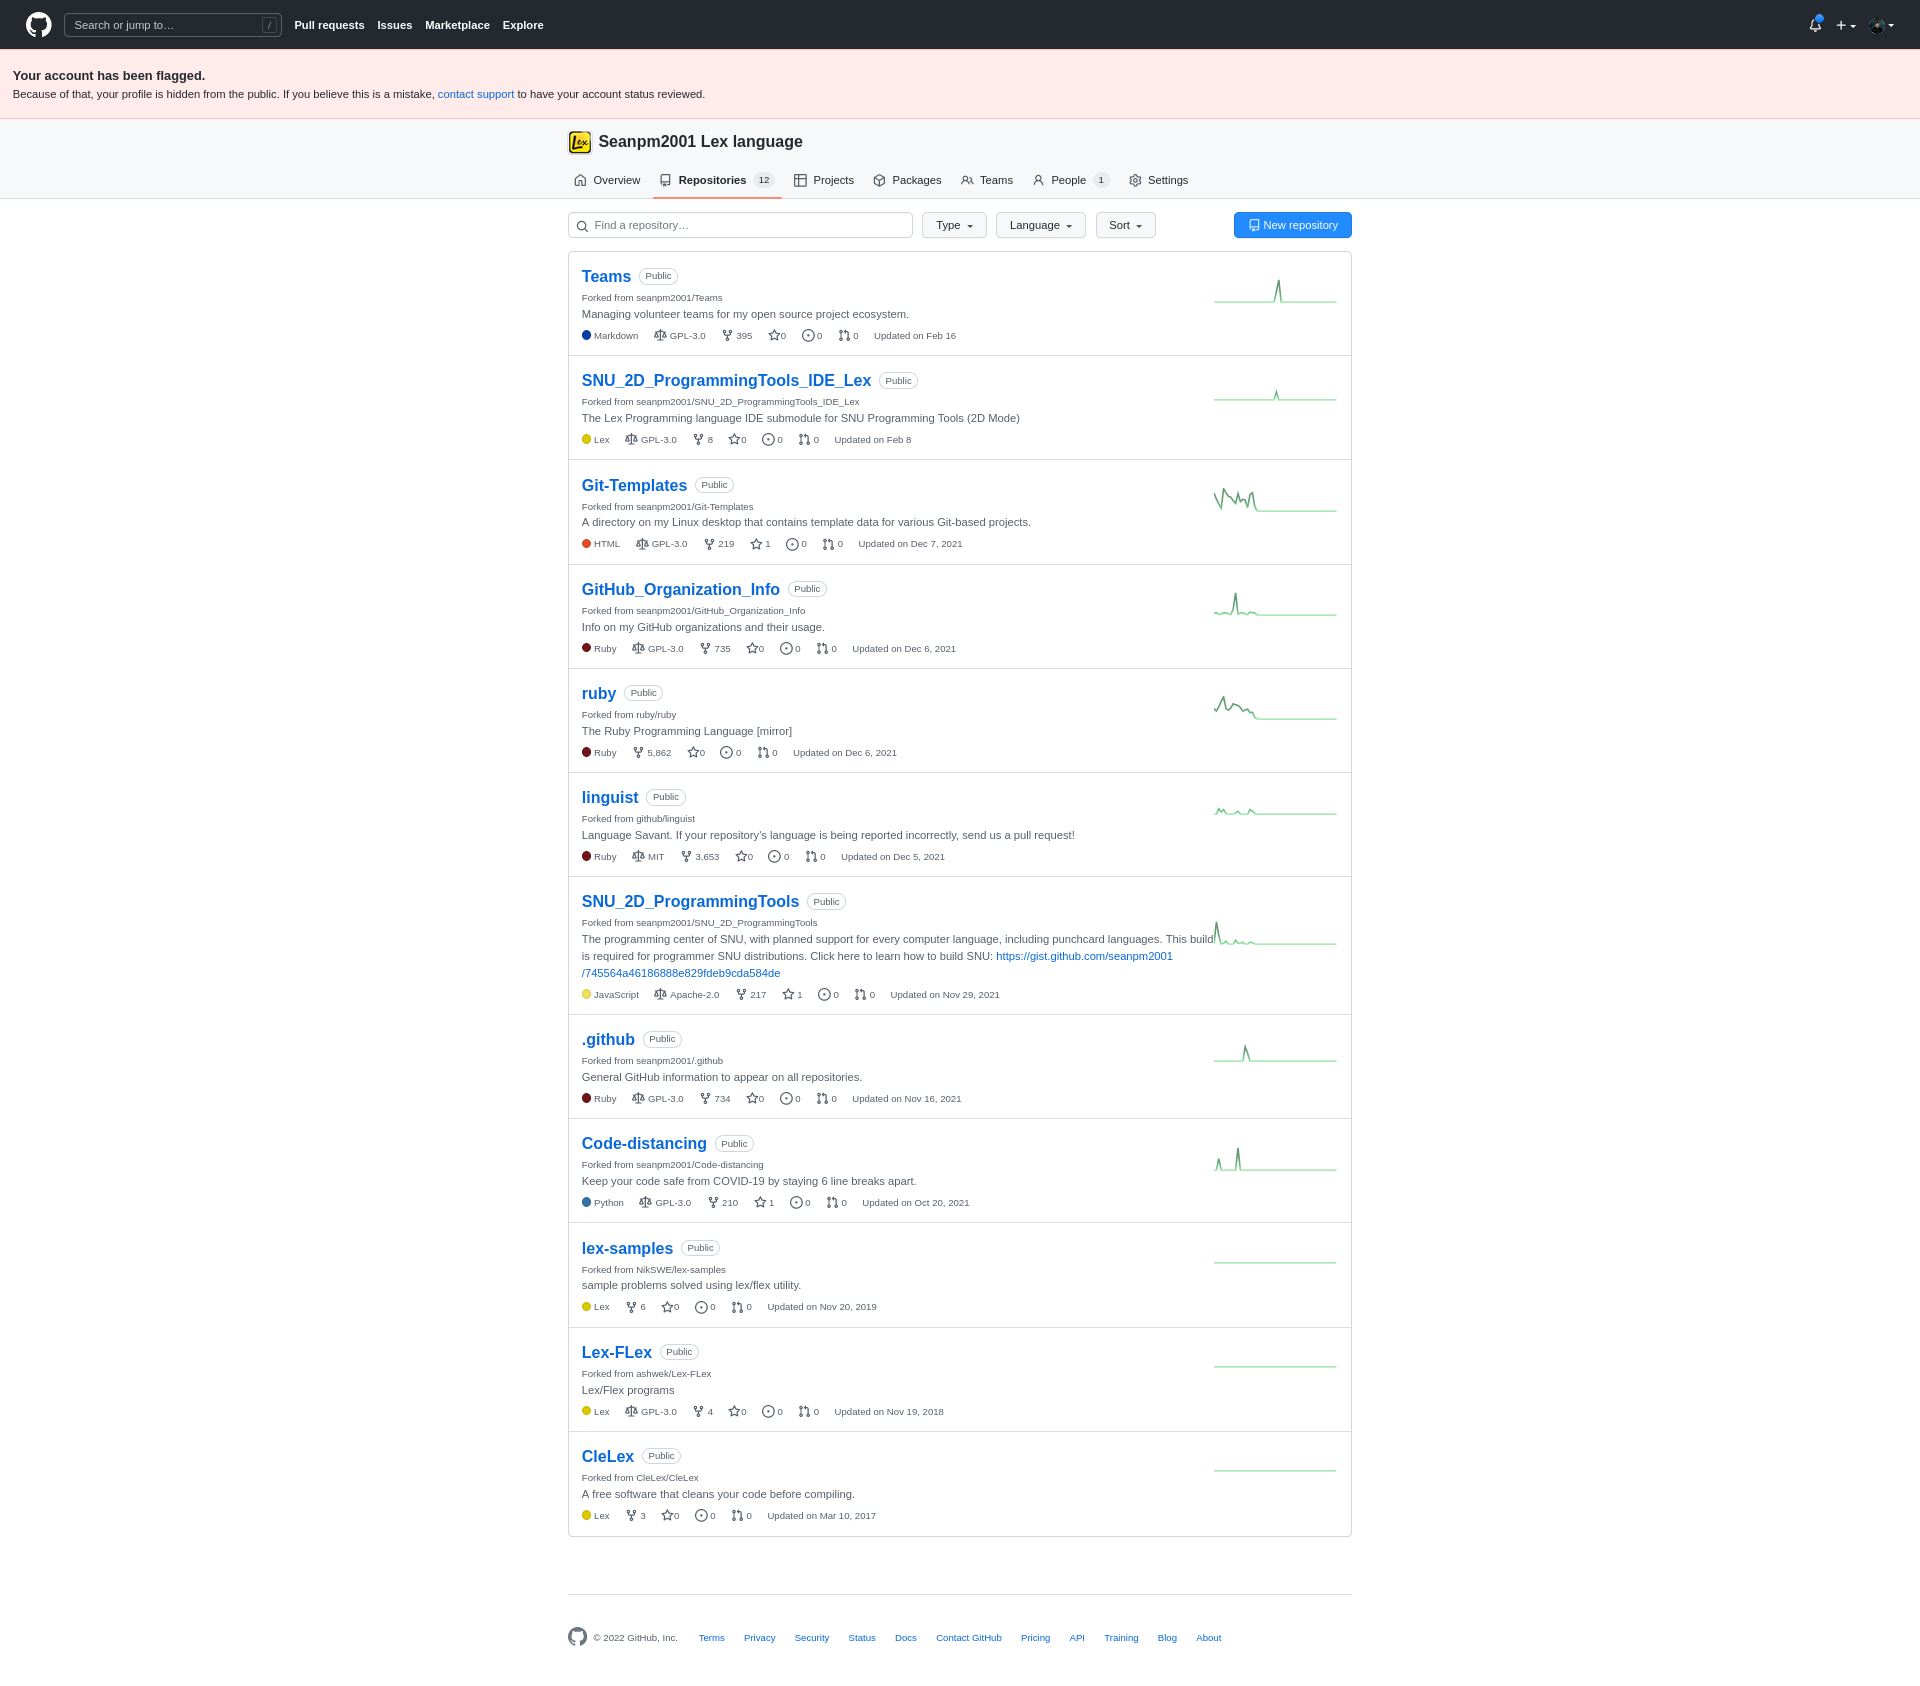 Search or jump to… /
Pull requests Issues Marketplace Explore
Your account has been flagged.
Because of that, your profile is hidden from the public. If you believe this is a mistake, contact support to have your account status reviewed.
Lex Seanpm2001 Lex language
Overview Repositories 12 Projects Packages Teams People 1 Settings
Find a repository… Type Language Sort New repository
Teams Public
Forked from seanpm2001/Teams
Managing volunteer teams for my open source project ecosystem.
Markdown GPL-3.0 395 0 0 0 Updated on Feb 16
SNU_2D_ProgrammingTools_IDE_Lex Public
Forked from seanpm2001/SNU_2D_ProgrammingTools_IDE_Lex
The Lex Programming language IDE submodule for SNU Programming Tools (2D Mode)
Lex GPL-3.0 8 0 0 0 Updated on Feb 8
Git-Templates Public
Forked from seanpm2001/Git-Templates
A directory on my Linux desktop that contains template data for various Git-based projects.
HTML GPL-3.0 219 1 0 0 Updated on Dec 7, 2021
GitHub_Organization_Info Public
Forked from seanpm2001/GitHub_Organization_Info
Info on my GitHub organizations and their usage.
Ruby GPL-3.0 735 0 0 0 Updated on Dec 6, 2021
ruby Public
Forked from ruby/ruby
The Ruby Programming Language [mirror]
Ruby 5,862 0 0 0 Updated on Dec 6, 2021
linguist Public
Forked from github/linguist
Language Savant. If your repository's language is being reported incorrectly, send us a pull request!
Ruby MIT 3,653 0 0 0 Updated on Dec 5, 2021
SNU_2D_ProgrammingTools Public
Forked from seanpm2001/SNU_2D_ProgrammingTools
The programming center of SNU, with planned support for every computer language, including punchcard languages. This build
is required for programmer SNU distributions. Click here to learn how to build SNU: https://gist.github.com/seanpm2001
/745564a46186888e829fdeb9cda584de
JavaScript Apache-2.0 217 1 0 0 Updated on Nov 29, 2021
.github Public
Forked from seanpm2001/.github
General GitHub information to appear on all repositories.
Ruby GPL-3.0 734 0 0 0 Updated on Nov 16, 2021
Code-distancing Public
Forked from seanpm2001/Code-distancing
Keep your code safe from COVID-19 by staying 6 line breaks apart.
Python GPL-3.0 210 1 0 0 Updated on Oct 20, 2021
lex-samples Public
Forked from NikSWE/lex-samples
sample problems solved using lex/flex utility.
Lex 6 0 0 0 Updated on Nov 20, 2019
Lex-FLex Public
Forked from ashwek/Lex-FLex
Lex/Flex programs
Lex GPL-3.0 4 0 0 0 Updated on Nov 19, 2018
CleLex Public
Forked from CleLex/CleLex
A free software that cleans your code before compiling.
Lex 3 0 0 0 Updated on Mar 10, 2017
© 2022 GitHub, Inc. Terms Privacy Security Status Docs Contact GitHub Pricing API Training Blog About